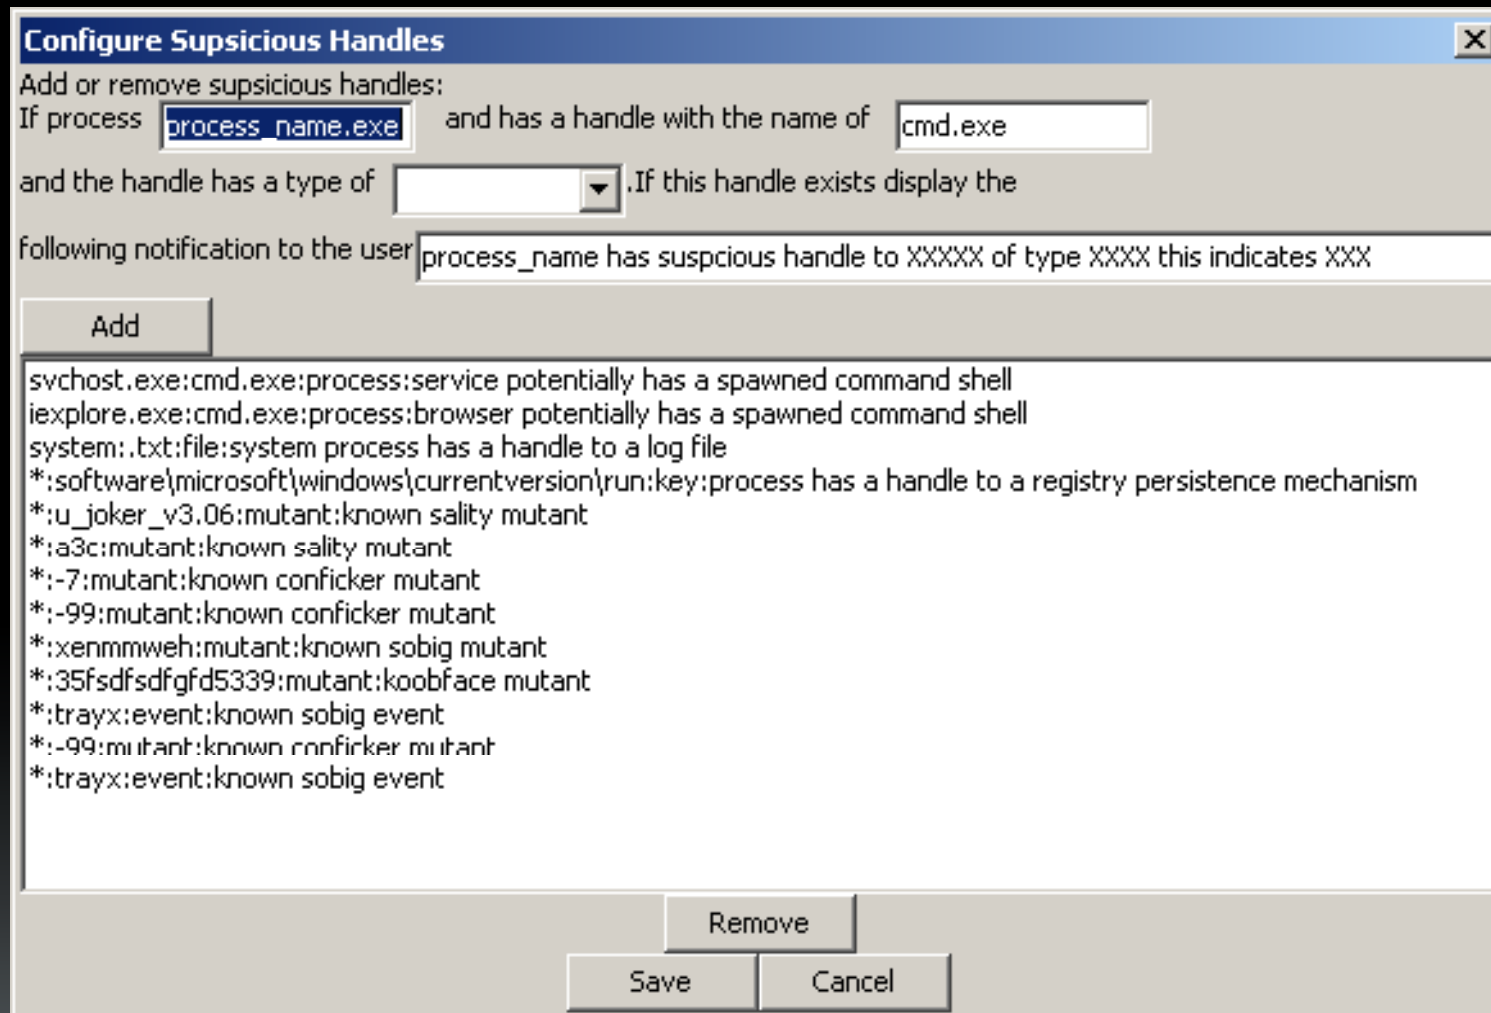 Configure Supsicious Handles
Add or remove supsicious handles:
If process process_name.exe and has a handle with the name of cmd.exe
and the handle has a type of .If this handle exists display the
following notification to the user process_name has suspcious handle to XXXXX of type XXXX this indicates XXX
Add
svchost.exe:cmd.exe:process:service potentially has a spawned command shell
iexplore.exe:cmd.exe:process:browser potentially has a spawned command shell
system:.txt:file:system process has a handle to a log file
*:software\microsoft\windows\currentversion\run:key:process has a handle to a registry persistence mechanism
*:u_joker_v3.06:mutant:known sality mutant
*:a3c:mutant:known sality mutant
*:-7:mutant:known conficker mutant
*:-99:mutant:known conficker mutant
*:xenmmweh:mutant:known sobig mutant
*:35fsdfsdfgfd5339:mutant:koobface mutant
*:trayx:event:known sobig event
*:-99:mutant:known conficker mutant
*:trayx:event:known sobig event
Remove
Save Cancel